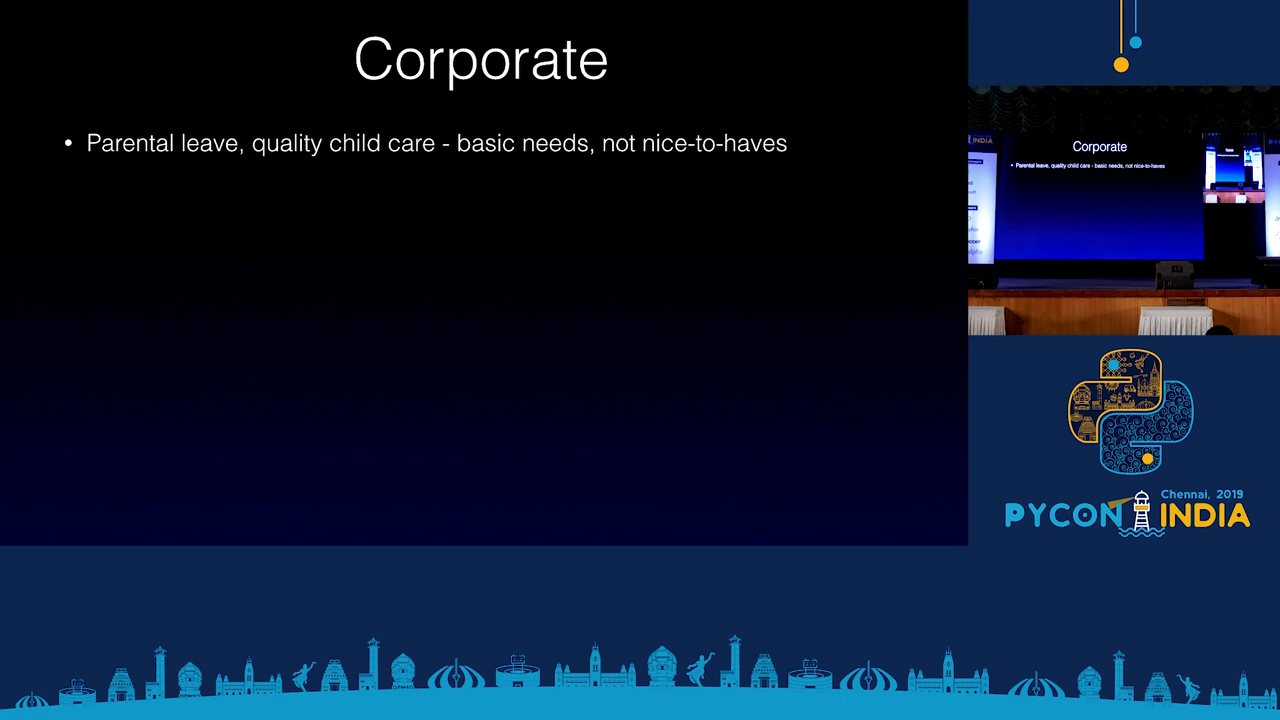 Corporate
• Parental leave, quality child care - basic needs, not nice-to-haves
INDIA
Corporate
• Parental leave, quality child care - basic needs, not nice-to-haves
Chennai, 2019
PYCON INDIA